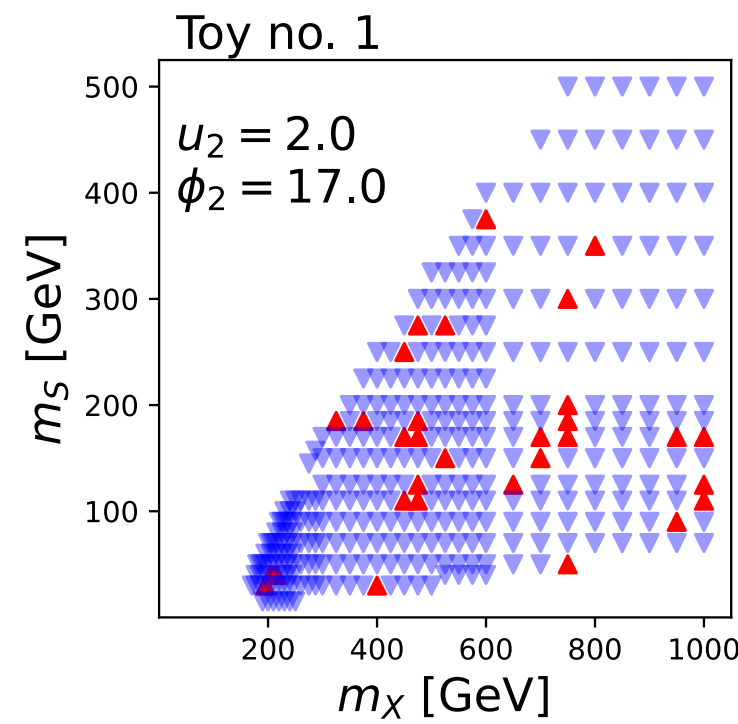 Toy no. 1
u₂ = 2.0
ϕ₂ = 17.0
500
400
300
200
100
m_S [GeV]
200 400 600 800 1000
m_X [GeV]